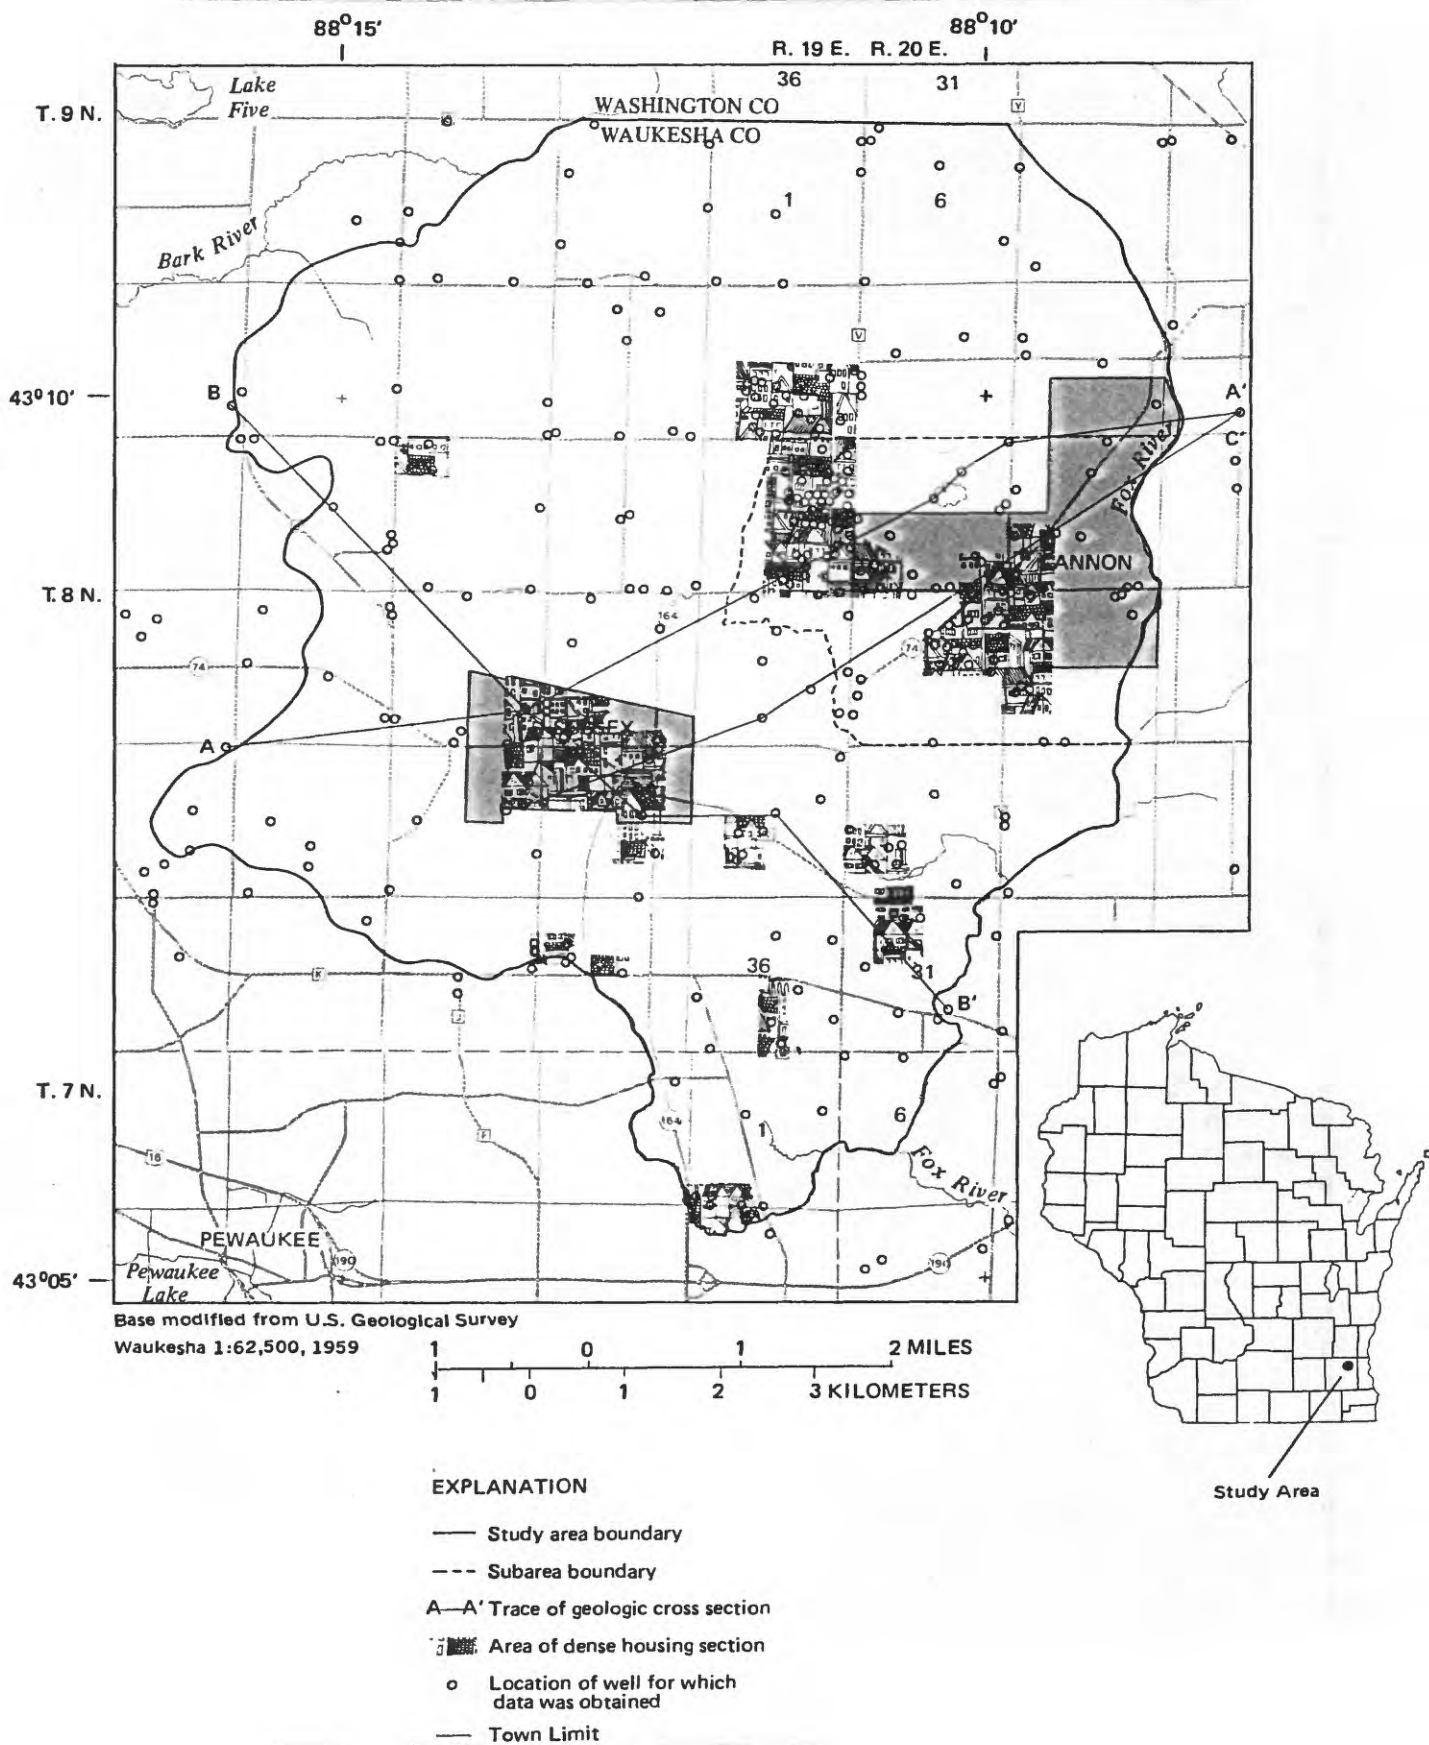 88°15′ 88°10′
R. 19 E. R. 20 E.
36 31
Lake
Five
T. 9 N.
WASHINGTON CO
WAUKESHA CO
Y
1 6
Bark River
V
B
43°10′
A′
C′
Fox River
ANNON
T. 8 N.
164
74
74
A
36
31
K
B′
J
T. 7 N.
164
1 6
F
16
Fox River
PEWAUKEE
190
190
Pewaukee
Lake
43°05′
Base modified from U.S. Geological Survey
Waukesha 1:62,500, 1959
1 0 1 2 MILES
1 0 1 2 3 KILOMETERS
Study Area
EXPLANATION
Study area boundary
Subarea boundary
A—A′ Trace of geologic cross section
Area of dense housing section
Location of well for which
data was obtained
Town Limit